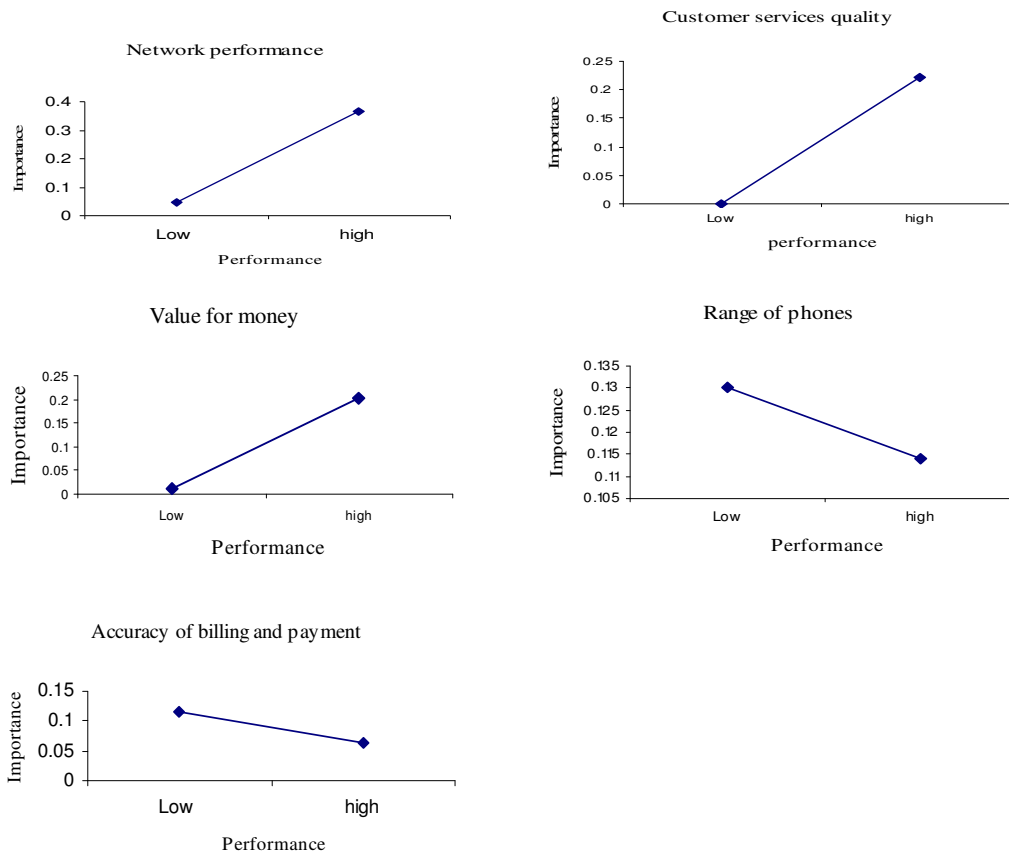 Network performance
Importance
0.4
0.3
0.2
0.1
0
Low high
Performance
Customer services quality
Importance
0.25
0.2
0.15
0.1
0.05
0
Low high
performance
Value for money
Importance
0.25
0.2
0.15
0.1
0.05
0
Low high
Performance
Range of phones
Importance
0.135
0.13
0.125
0.12
0.115
0.11
0.105
Low high
Performance
Accuracy of billing and payment
Importance
0.15
0.1
0.05
0
Low high
Performance